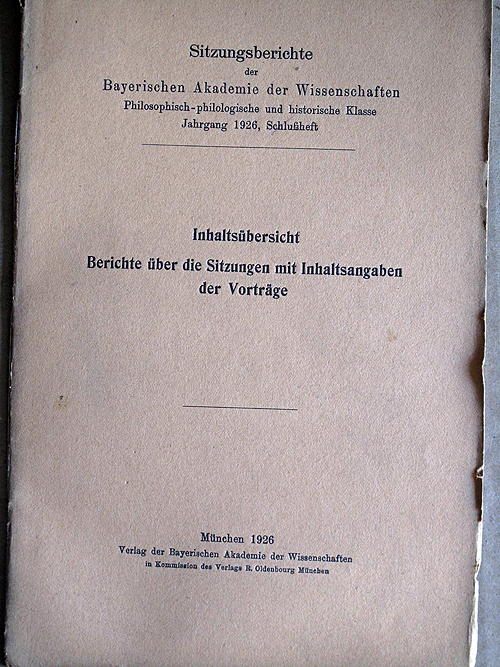 Sitzungsberichte
der
Bayerischen Akademie der Wissenschaften
Philosophisch-philologische und historische Klasse
Jahrgang 1926, Schlußheft
Inhaltsübersicht
Berichte über die Sitzungen mit Inhaltsangaben
der Vorträge
München 1926
Verlag der Bayerischen Akademie der Wissenschaften
in Kommission des Verlags R. Oldenbourg München